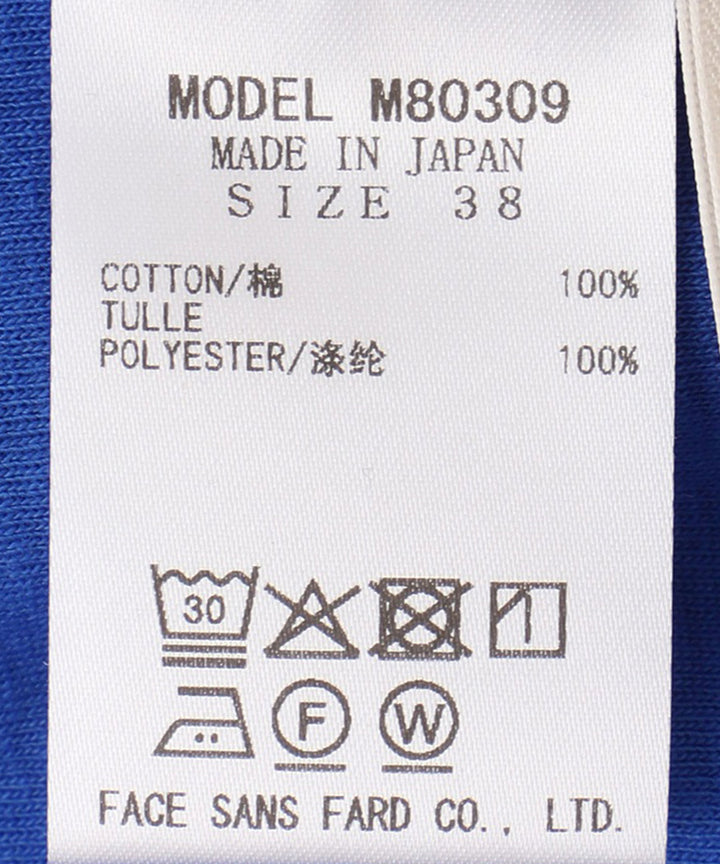 MODEL M80309
MADE IN JAPAN
SIZE 38
COTTON/棉 100%
TULLE
POLYESTER/涤纶 100%
30
F W
FACE SANS FARD CO., LTD.